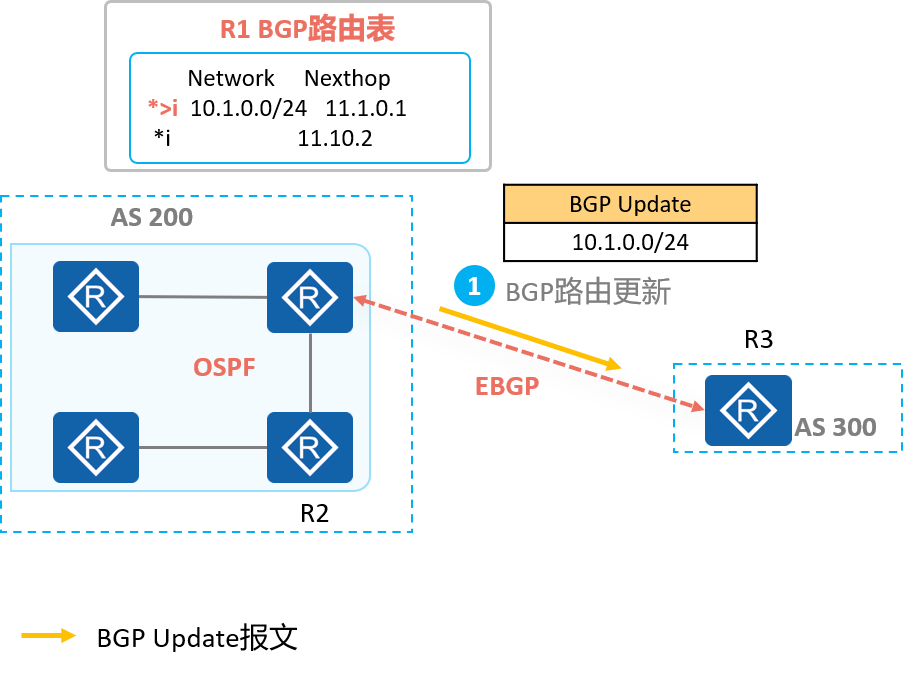 R1 BGP路由表
Network Nexthop
*>i 10.1.0.0/24 11.1.0.1
*i 11.10.2
AS 200
BGP Update
10.1.0.0/24
R
R
1 BGP路由更新
OSPF
EBGP
R3
R
AS 300
R
R
R2
BGP Update报文